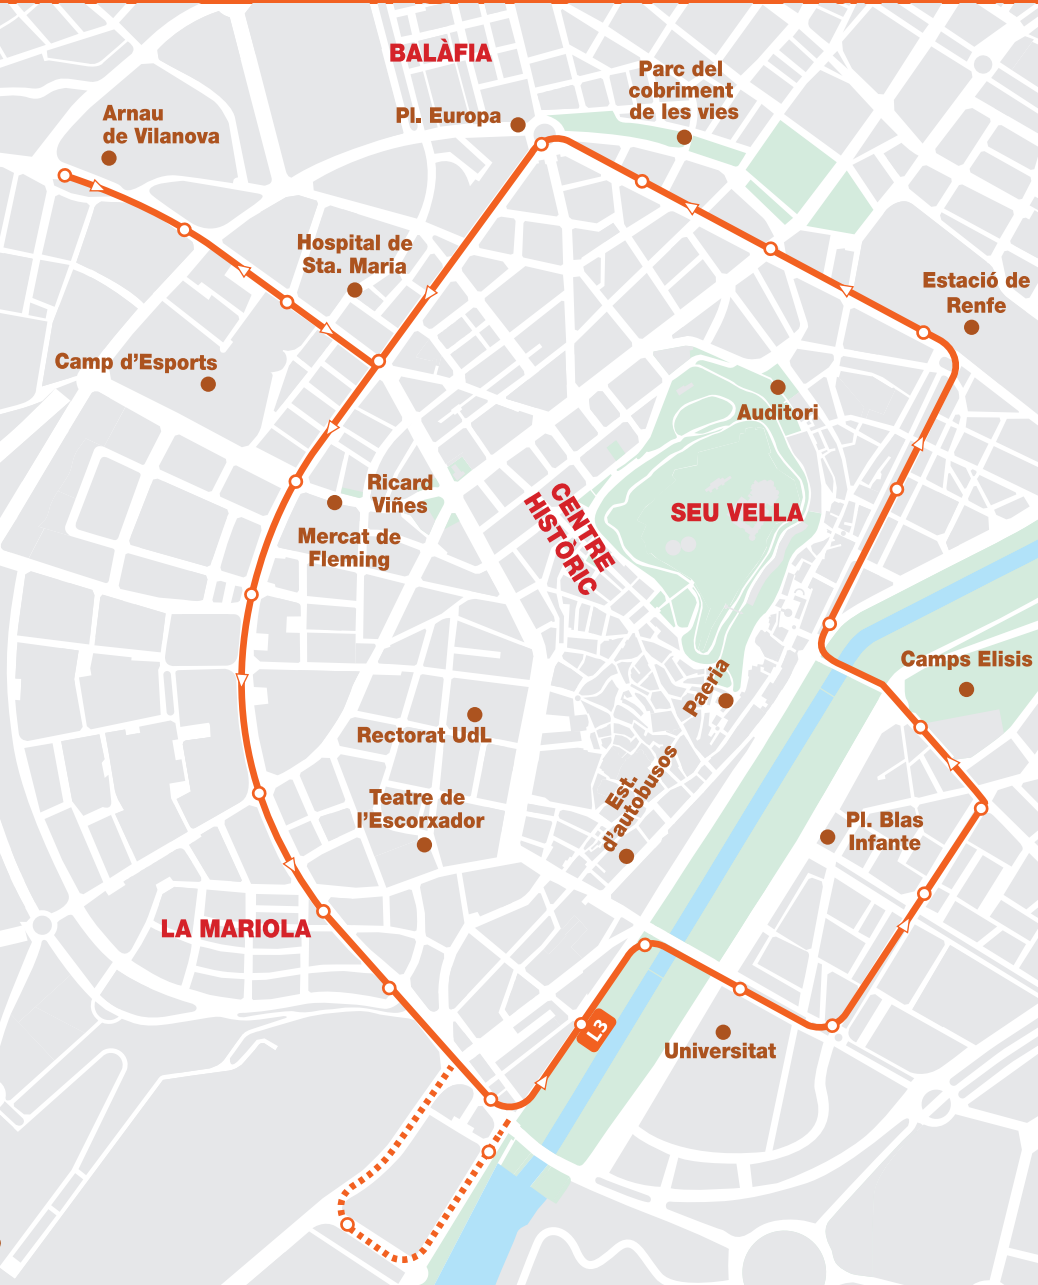 BALÀFIA
Parc del
cobriment
de les vies
Arnau
de Vilanova
Pl. Europa
Hospital de
Sta. Maria
Estació de
Renfe
Camp d'Esports
Auditori
Ricard
Viñes
CENTRE
HISTÒRIC
SEU VELLA
Mercat de
Fleming
Camps Elisis
Paeria
Rectorat UdL
Est.
d'autobusos
Teatre de
l'Escorxador
Pl. Blas
Infante
LA MARIOLA
L3
Universitat